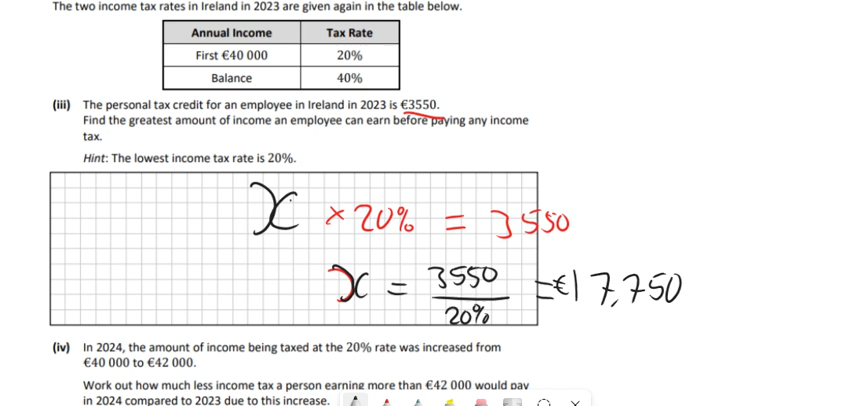 The two income tax rates in Ireland in 2023 are given again in the table below.
Annual Income Tax Rate
First €40 000 20%
Balance 40%
(iii) The personal tax credit for an employee in Ireland in 2023 is €3550.
Find the greatest amount of income an employee can earn before paying any income
tax.
Hint: The lowest income tax rate is 20%.
x × 20% = 3550
x = 3550 / 20% = €17,750
(iv) In 2024, the amount of income being taxed at the 20% rate was increased from
€40 000 to €42 000.
Work out how much less income tax a person earning more than €42 000 would pay
in 2024 compared to 2023 due to this increase.